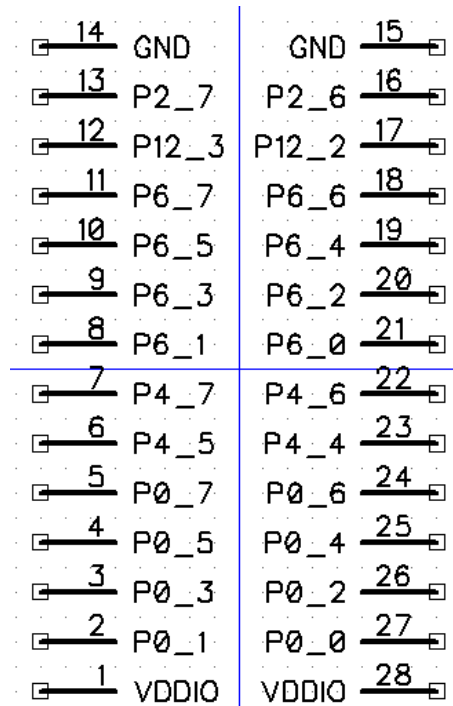 14 GND GND 15
13 P2_7 P2_6 16
12 P12_3 P12_2 17
11 P6_7 P6_6 18
10 P6_5 P6_4 19
9 P6_3 P6_2 20
8 P6_1 P6_0 21
7 P4_7 P4_6 22
6 P4_5 P4_4 23
5 P0_7 P0_6 24
4 P0_5 P0_4 25
3 P0_3 P0_2 26
2 P0_1 P0_0 27
1 VDDIO VDDIO 28